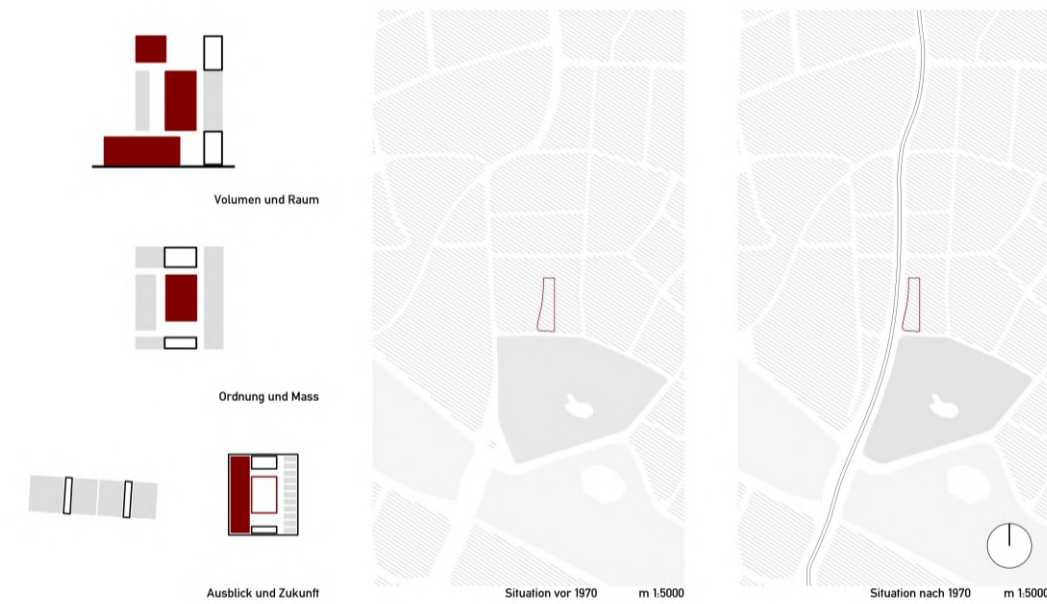 Volumen und Raum
Ordnung und Mass
Ausblick und Zukunft
Situation vor 1970 m 1:5000
Situation nach 1970 m 1:5000